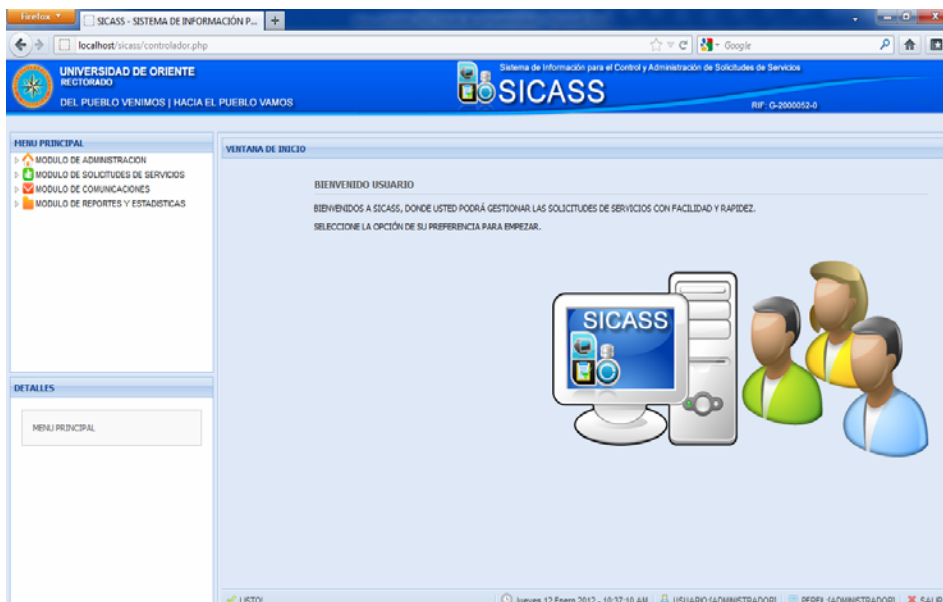 Firefox
SICASS - SISTEMA DE INFORMACIÓN P...
localhost/sicass/controlador.php
Google
UNIVERSIDAD DE ORIENTE
RECTORADO
DEL PUEBLO VENIMOS | HACIA EL PUEBLO VAMOS
Sistema de Información para el Control y Administración de Solicitudes de Servicios
SICASS
RIF: G-2000052-0
MENU PRINCIPAL
MODULO DE ADMINISTRACION
MODULO DE SOLICITUDES DE SERVICIOS
MODULO DE COMUNICACIONES
MODULO DE REPORTES Y ESTADISTICAS
VENTANA DE INICIO
BIENVENIDO USUARIO
BIENVENIDOS A SICASS, DONDE USTED PODRÁ GESTIONAR LAS SOLICITUDES DE SERVICIOS CON FACILIDAD Y RAPIDEZ.
SELECCIONE LA OPCIÓN DE SU PREFERENCIA PARA EMPEZAR.
SICASS
DETALLES
MENU PRINCIPAL
LISTO!
Jueves 12 Enero 2012 - 10:37:10 AM
USUARIO [ADMINISTRADOR]
PERFIL [ADMINISTRADOR]
SALIR